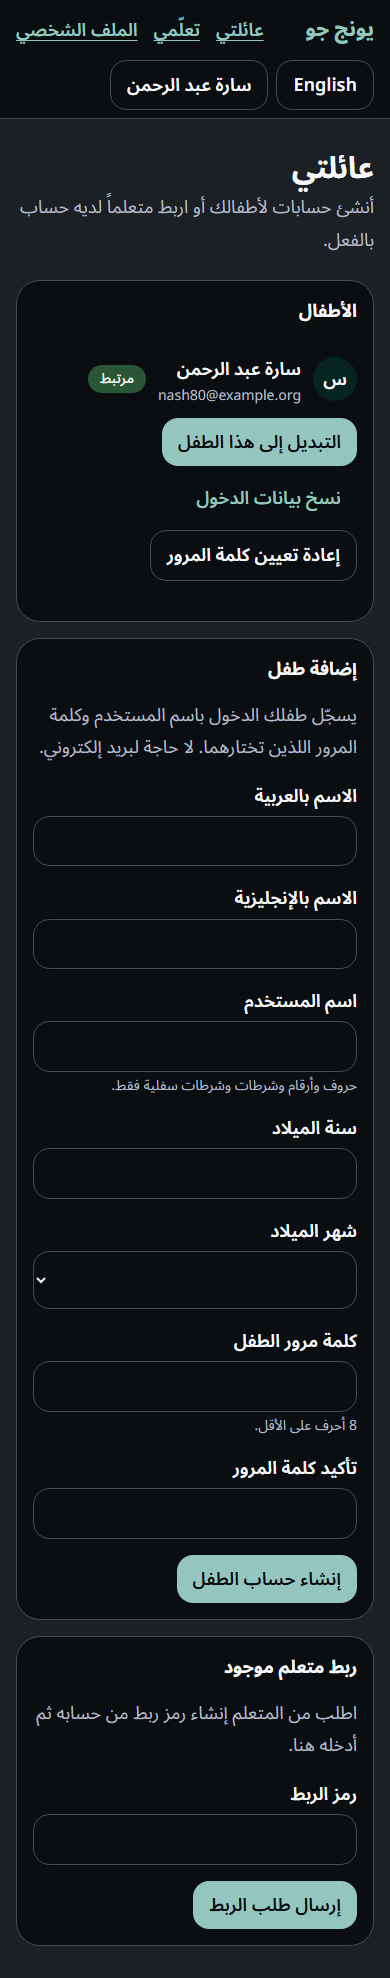 يونج جو
عائلتي
تعلّمي
الملف الشخصي
English
سارة عبد الرحمن
عائلتي
أنشئ حسابات لأطفالك أو اربط متعلماً لديه حساب
بالفعل.
الأطفال
س
سارة عبد الرحمن
nash80@example.org
مرتبط
التبديل إلى هذا الطفل
نسخ بيانات الدخول
إعادة تعيين كلمة المرور
إضافة طفل
يسجّل طفلك الدخول باسم المستخدم وكلمة
المرور اللذين تختارهما. لا حاجة لبريد إلكتروني.
الاسم بالعربية
الاسم بالإنجليزية
اسم المستخدم
حروف وأرقام وشرطات وشرطات سفلية فقط.
سنة الميلاد
شهر الميلاد
كلمة مرور الطفل
8 أحرف على الأقل.
تأكيد كلمة المرور
إنشاء حساب الطفل
ربط متعلم موجود
اطلب من المتعلم إنشاء رمز ربط من حسابه ثم
أدخله هنا.
رمز الربط
إرسال طلب الربط